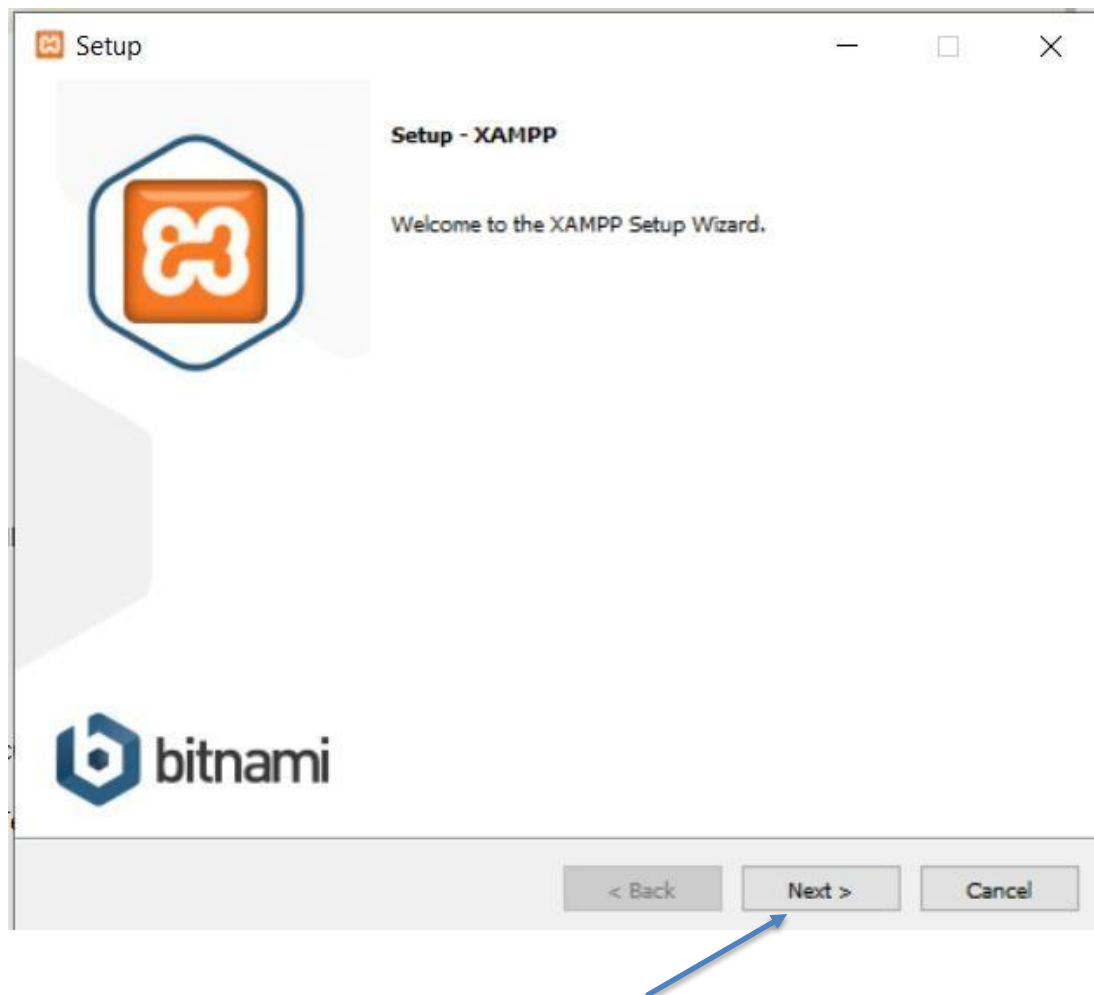 Setup
Setup - XAMPP
Welcome to the XAMPP Setup Wizard.
bitnami
< Back Next > Cancel